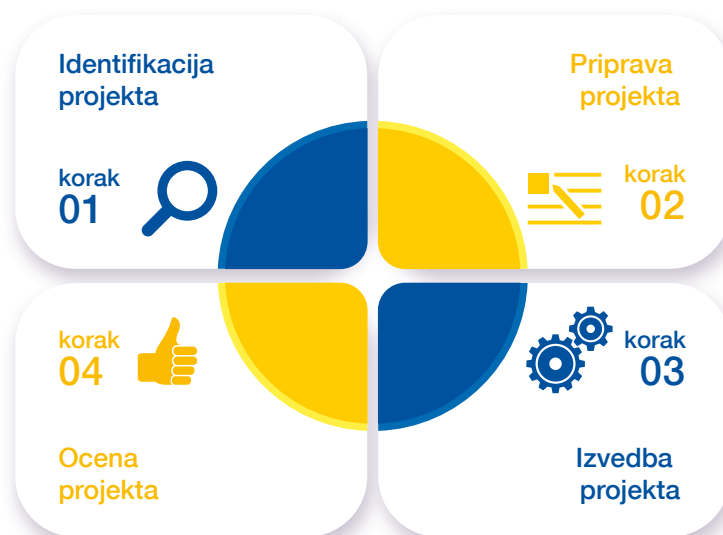 Identifikacija
projekta
korak
01
Priprava
projekta
korak
02
korak
03
Izvedba
projekta
korak
04
Ocena
projekta